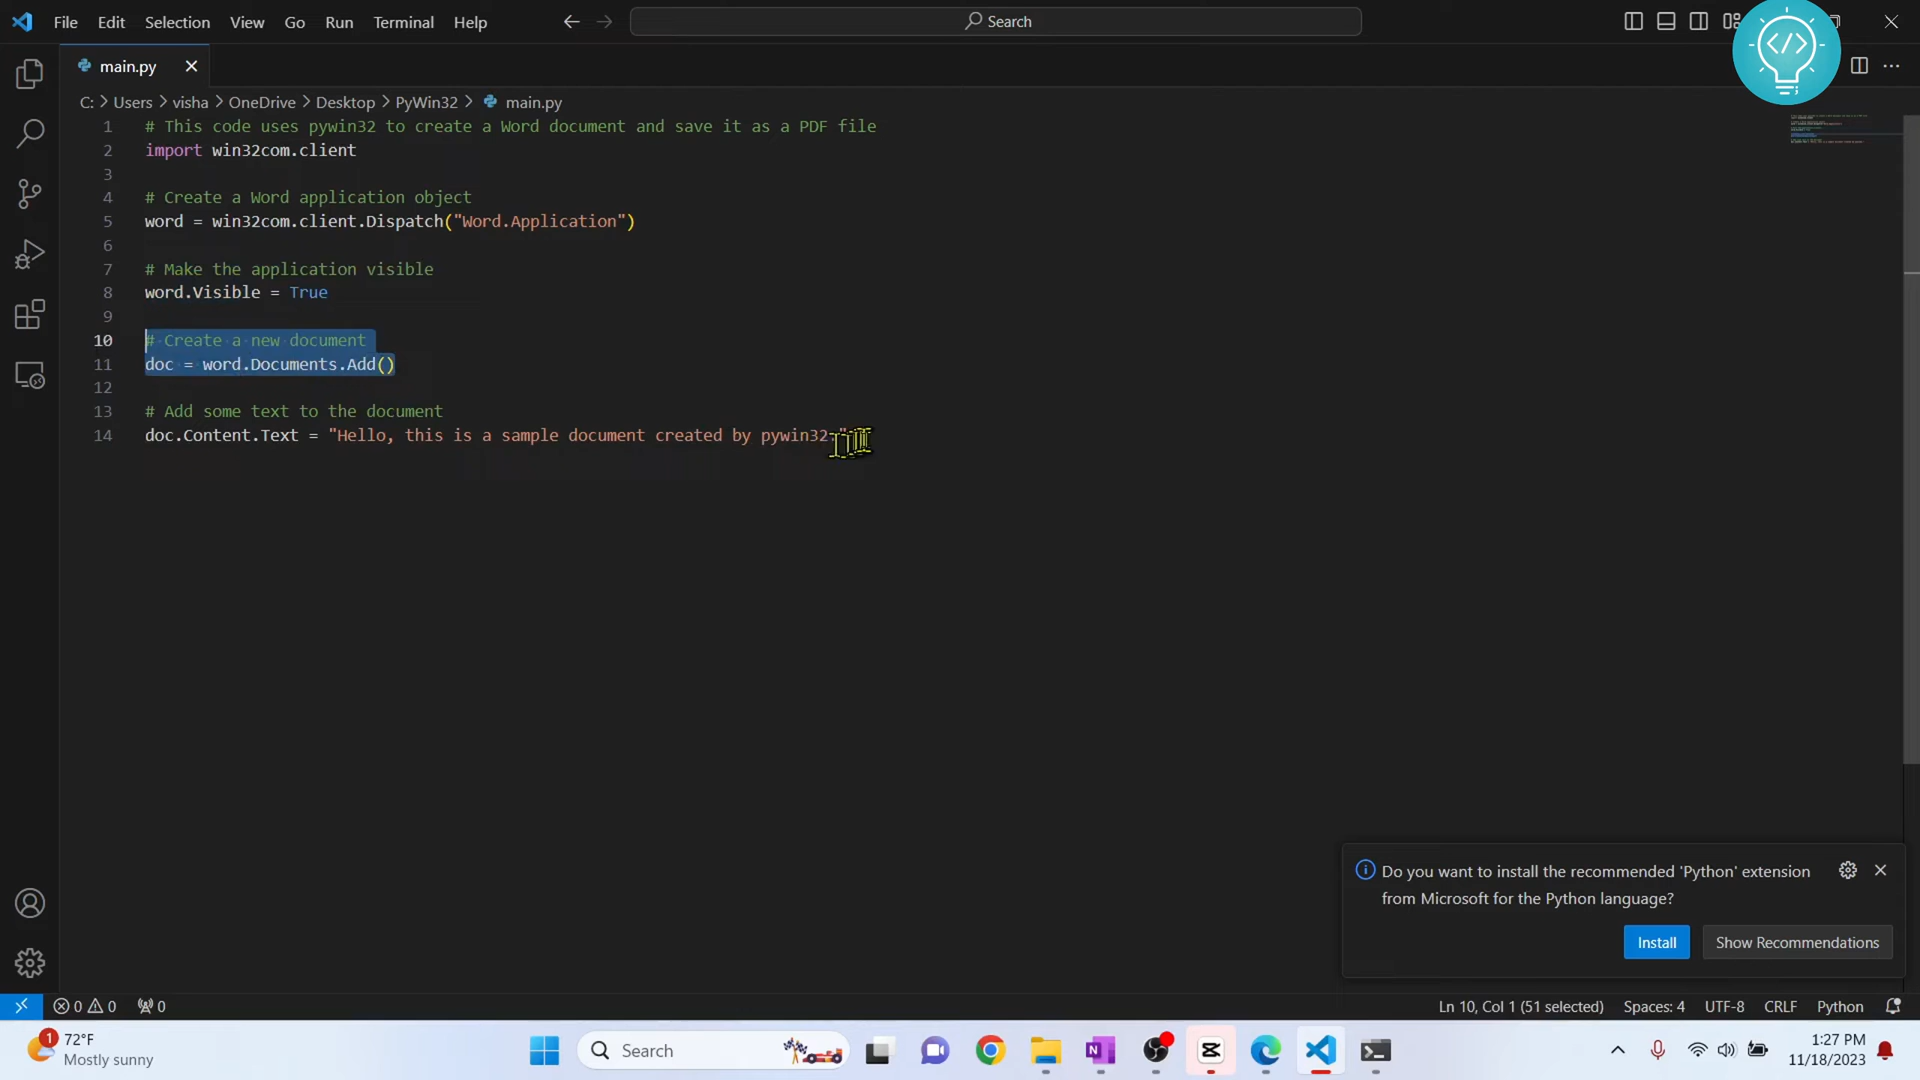 File Edit Selection View Go Run Terminal Help
Search
main.py
C: > Users > visha > OneDrive > Desktop > PyWin32 > main.py
1 # This code uses pywin32 to create a Word document and save it as a PDF file
2 import win32com.client
3
4 # Create a Word application object
5 word = win32com.client.Dispatch("Word.Application")
6
7 # Make the application visible
8 word.Visible = True
9
10 # Create a new document
11 doc = word.Documents.Add()
12
13 # Add some text to the document
14 doc.Content.Text = "Hello, this is a sample document created by pywin32."
Do you want to install the recommended 'Python' extension
from Microsoft for the Python language?
Install Show Recommendations
0 0 0 Ln 10, Col 1 (51 selected) Spaces: 4 UTF-8 CRLF Python
1 72°F
Mostly sunny
Search
1:27 PM
11/18/2023